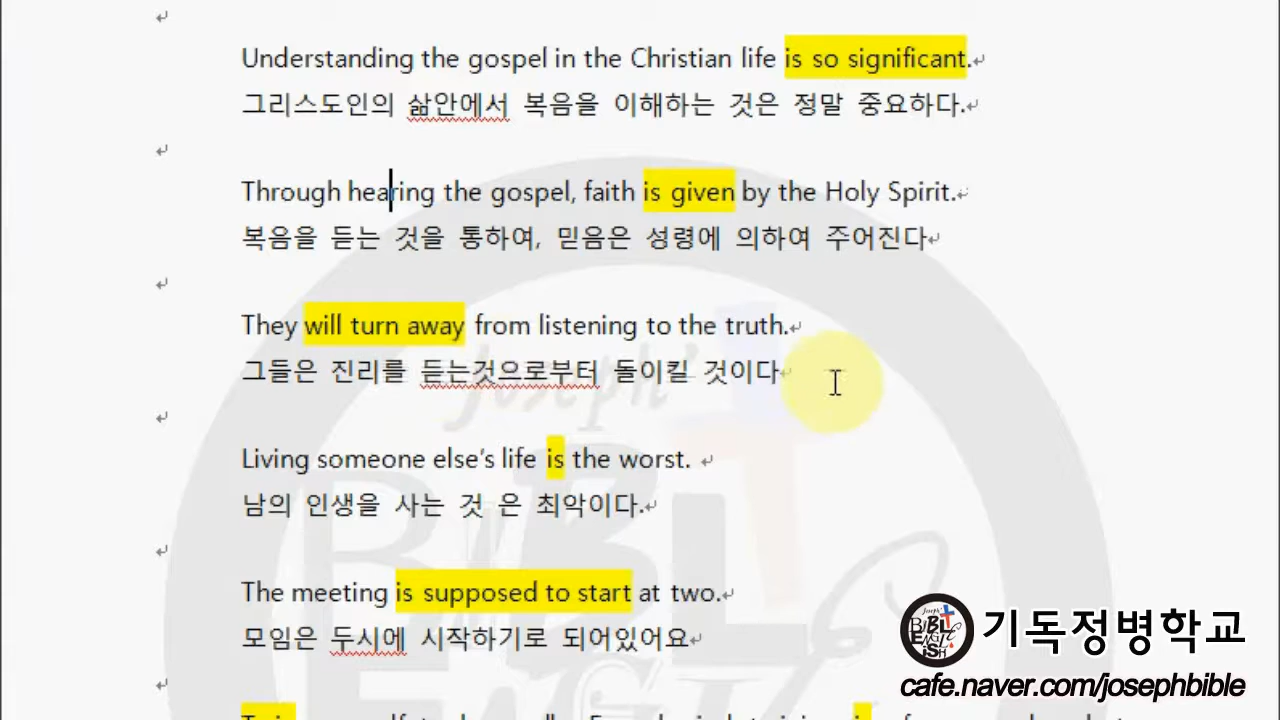 Understanding the gospel in the Christian life is so significant.
그리스도인의 삶안에서 복음을 이해하는 것은 정말 중요하다.
Through hearing the gospel, faith is given by the Holy Spirit.
복음을 듣는 것을 통하여, 믿음은 성령에 의하여 주어진다
They will turn away from listening to the truth.
그들은 진리를 듣는것으로부터 돌이킬 것이다
Living someone else’s life is the worst.
남의 인생을 사는 것 은 최악이다.
The meeting is supposed to start at two.
모임은 두시에 시작하기로 되어있어요
Joseph'
BIBLE
ENGLISH
기독정병학교
cafe.naver.com/josephbible